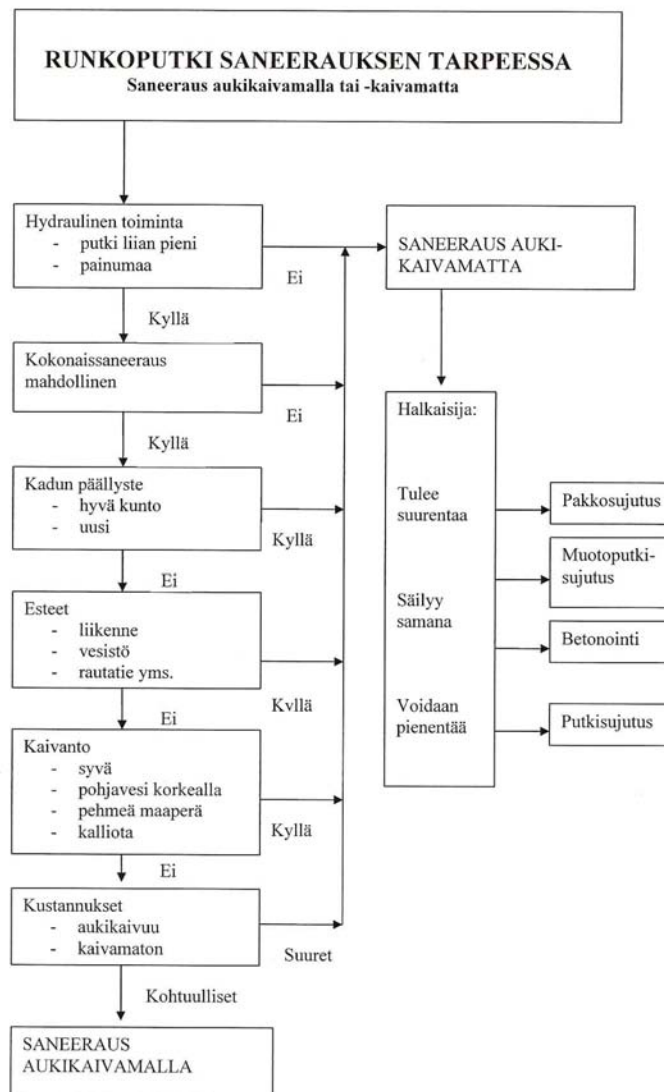 RUNKOPUTKI SANEERAUKSEN TARPEESSA
Saneeraus aukikaivamalla tai -kaivamatta
Hydraulinen toiminta
- putki liian pieni
- painumaa
Ei
Kyllä
SANEERAUS AUKI-
KAIVAMATTA
Kokonaissaneeraus
mahdollinen
Ei
Kyllä
Kadun päällyste
- hyvä kunto
- uusi
Kyllä
Ei
Esteet
- liikenne
- vesistö
- rautatie yms.
Kyllä
Ei
Kaivanto
- syvä
- pohjavesi korkealla
- pehmeä maaperä
- kalliota
Kyllä
Ei
Kustannukset
- aukikaivuu
- kaivamaton
Suuret
Kohtuulliset
SANEERAUS
AUKIKAIVAMALLA
Halkaisija:
Tulee
suurentaa
Säilyy
samana
Voidaan
pienentää
Pakkosujutus
Muotoputki-
sujutus
Betonointi
Putkisujutus